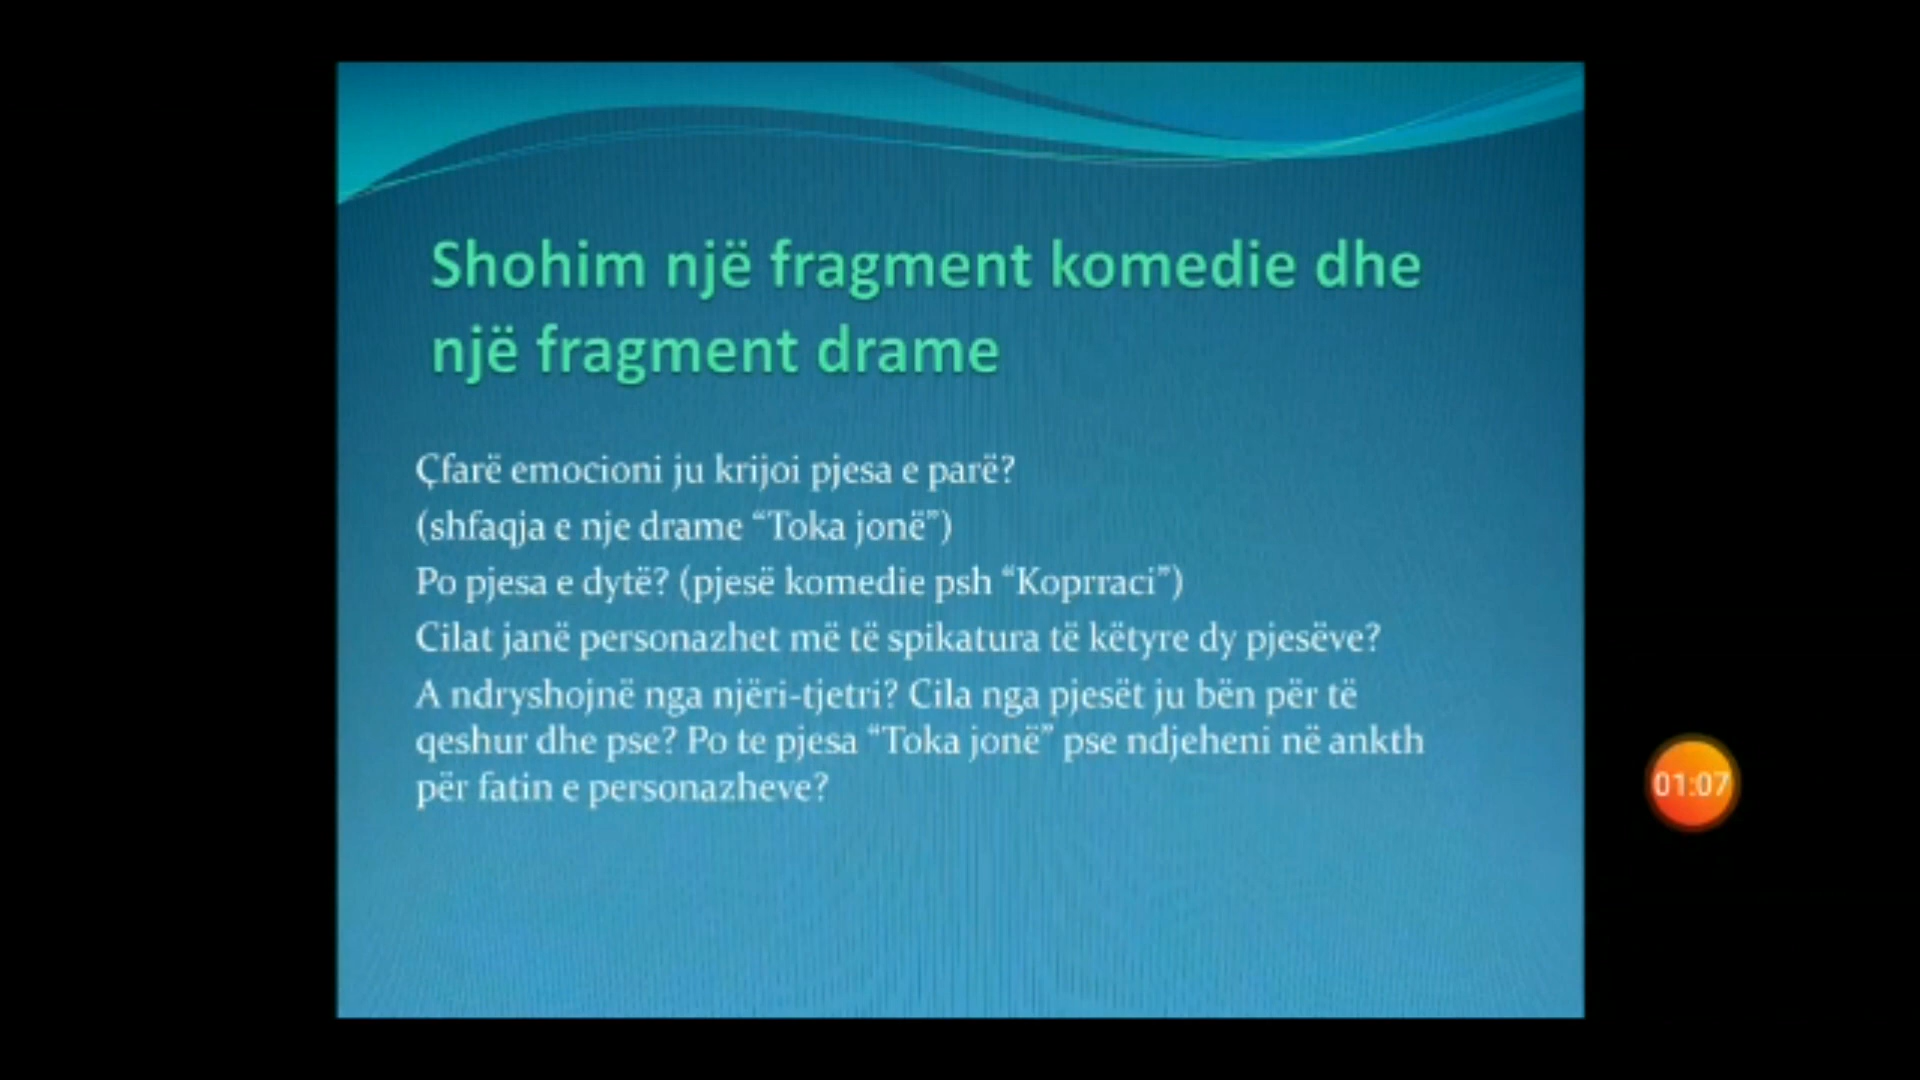 Shohim një fragment komedie dhe
një fragment drame
Çfarë emocioni ju krijoi pjesa e parë?
(shfaqja e nje drame “Toka jonë”)
Po pjesa e dytë? (pjesë komedie psh “Koprraci”)
Cilat janë personazhet më të spikatura të këtyre dy pjesëve?
A ndryshojnë nga njëri-tjetri? Cila nga pjesët ju bën për të
qeshur dhe pse? Po te pjesa “Toka jonë” pse ndjeheni në ankth
për fatin e personazheve?
01:07